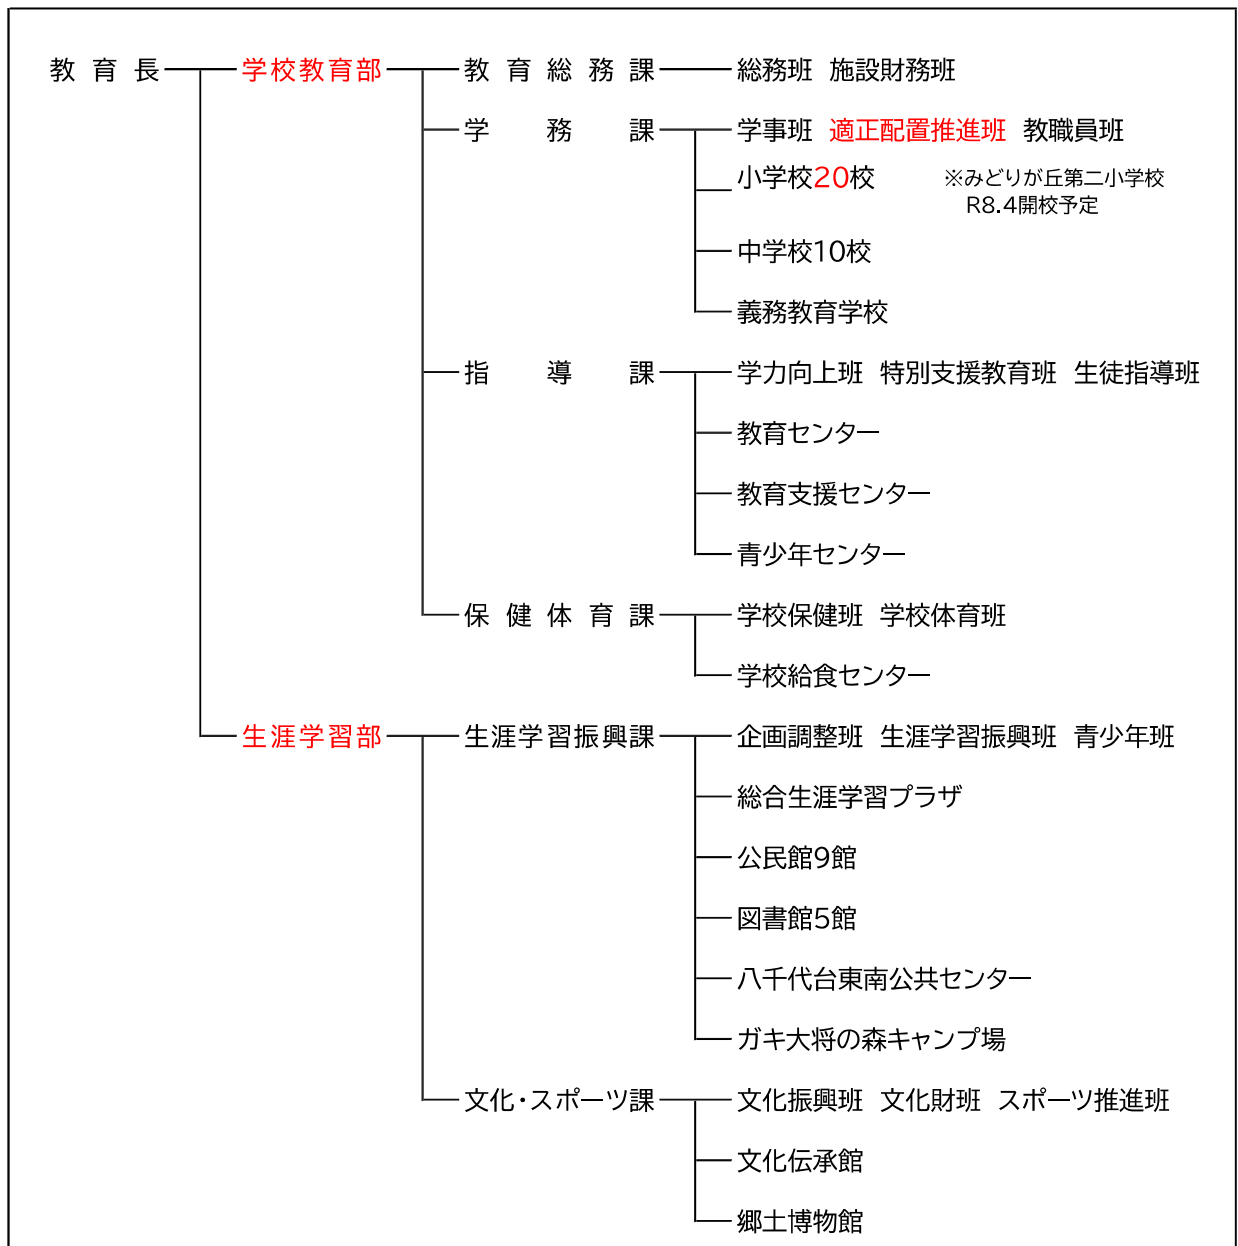 教育長 学校教育部 教育総務課 総務班 施設財務班
学務課 学事班 適正配置推進班 教職員班
小学校20校 ※みどりが丘第二小学校
R8.4開校予定
中学校10校
義務教育学校
指導課 学力向上班 特別支援教育班 生徒指導班
教育センター
教育支援センター
青少年センター
保健体育課 学校保健班 学校体育班
学校給食センター
生涯学習部 生涯学習振興課 企画調整班 生涯学習振興班 青少年班
総合生涯学習プラザ
公民館9館
図書館5館
八千代台東南公共センター
ガキ大将の森キャンプ場
文化・スポーツ課 文化振興班 文化財班 スポーツ推進班
文化伝承館
郷土博物館